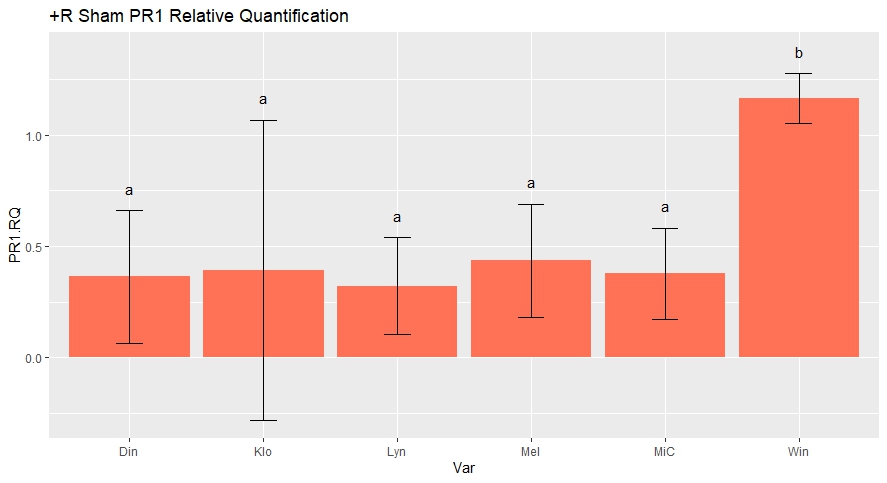 +R Sham PR1 Relative Quantification
b
a
a
a
a
a
1.0
0.5
0.0
PR1.RQ
Din Klo Lyn Mel MiC Win
Var